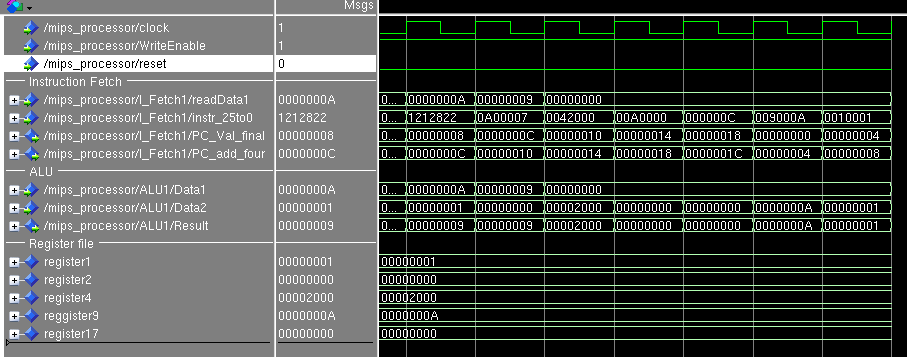 Msgs
/mips_processor/clock 1
/mips_processor/WriteEnable 1
/mips_processor/reset 0
Instruction Fetch
/mips_processor/I_Fetch1/readData1 0000000A 0... 0000000A 00000009 00000000
/mips_processor/I_Fetch1/instr_25to0 1212822 0... 1212822 0A00007 0042000 00A0000 000000C 009000A 0010001
/mips_processor/I_Fetch1/PC_Val_final 00000008 0... 00000008 0000000C 00000010 00000014 00000018 00000000 00000004
/mips_processor/I_Fetch1/PC_add_four 0000000C 0... 0000000C 00000010 00000014 00000018 0000001C 00000004 00000008
ALU
/mips_processor/ALU1/Data1 0000000A 0... 0000000A 00000009 00000000
/mips_processor/ALU1/Data2 00000001 0... 00000001 00000000 00002000 00000000 00000000 0000000A 00000001
/mips_processor/ALU1/Result 00000009 0... 00000009 00000009 00002000 00000000 00000000 0000000A 00000001
Register file
register1 00000001 00000001
register2 00000000 00000000
register4 00002000 00002000
reggister9 0000000A 0000000A
register17 00000000 00000000